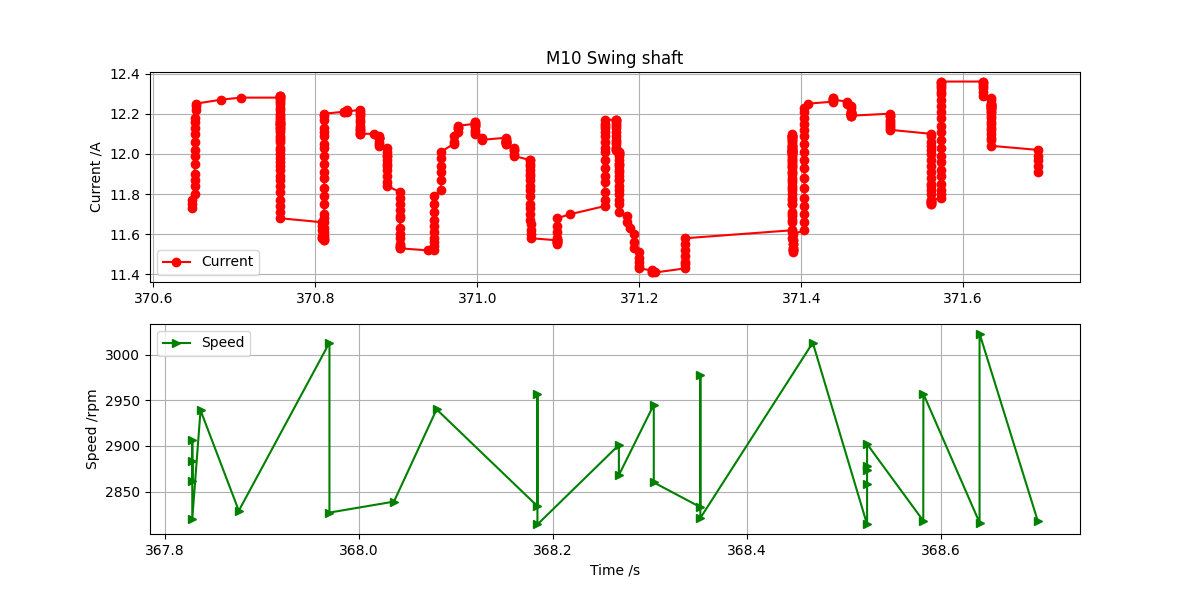 M10 Swing shaft
12.4
12.2
12.0
11.8
11.6
11.4
Current /A
Current
370.6 370.8 371.0 371.2 371.4 371.6
Speed
3000
2950
2900
2850
Speed /rpm
367.8 368.0 368.2 368.4 368.6
Time /s